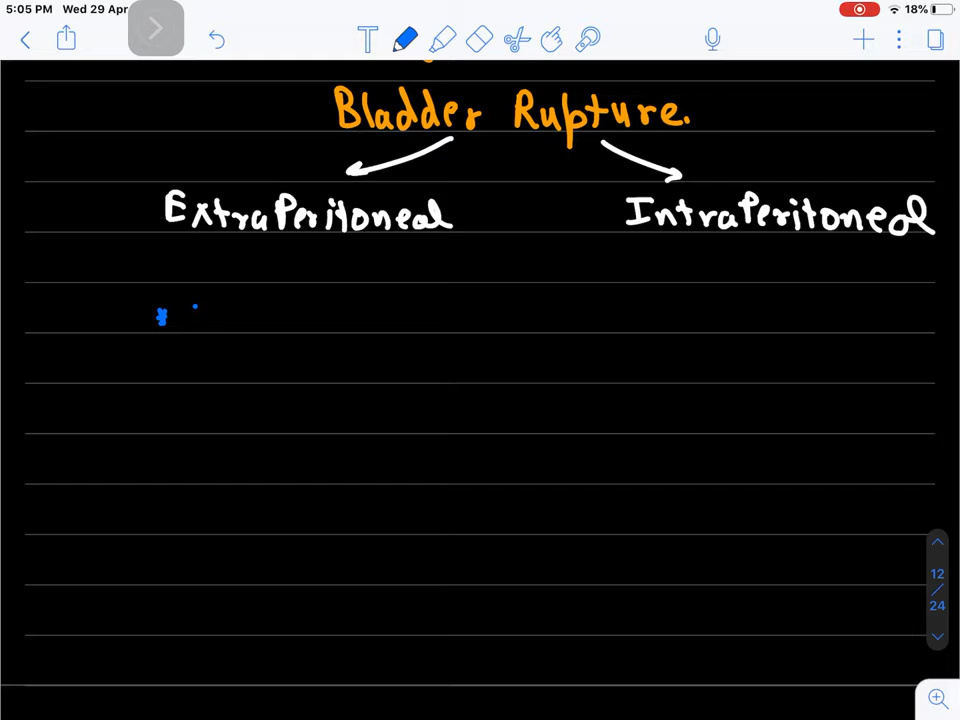 5:05 PM Wed 29 Apr 18%
T
Bladder Rupture.
ExtraPeritoneal IntraPeritoneal
*
12
/
24